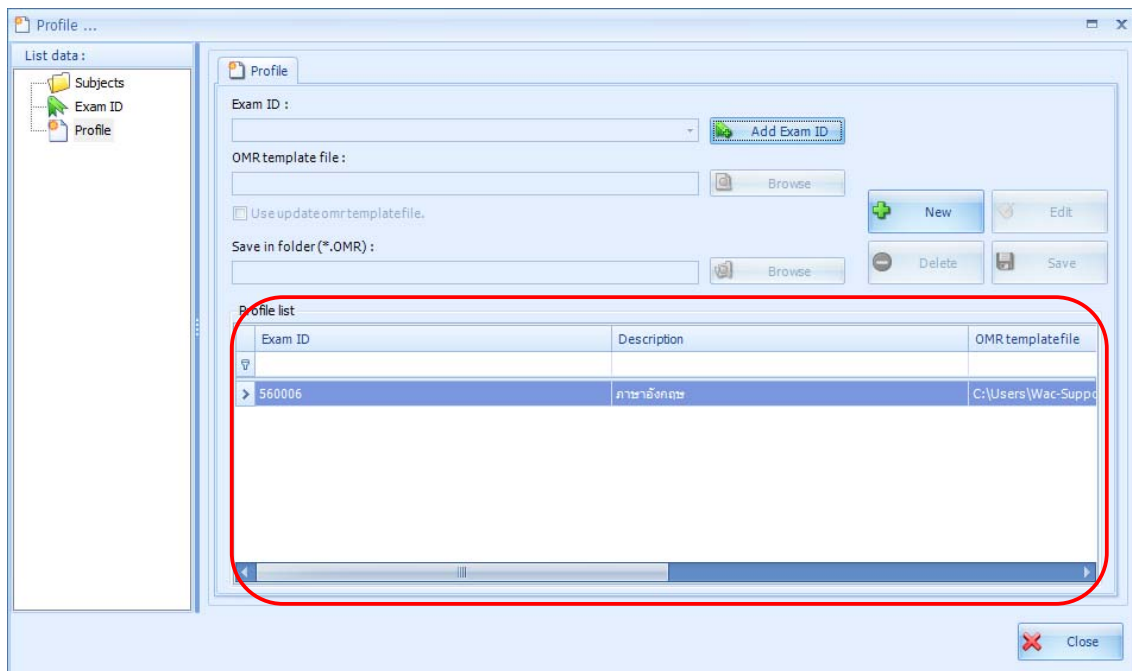 Profile ...
List data :
Subjects
Exam ID
Profile
Profile
Exam ID :
Add Exam ID
OMR template file :
Browse
Use update omr template file.
New
Edit
Save in folder (*.OMR) :
Browse
Delete
Save
Profile list
Exam ID Description OMR template file
560006 ภาษาอังกฤษ C:\Users\Wac-Suppo
Close